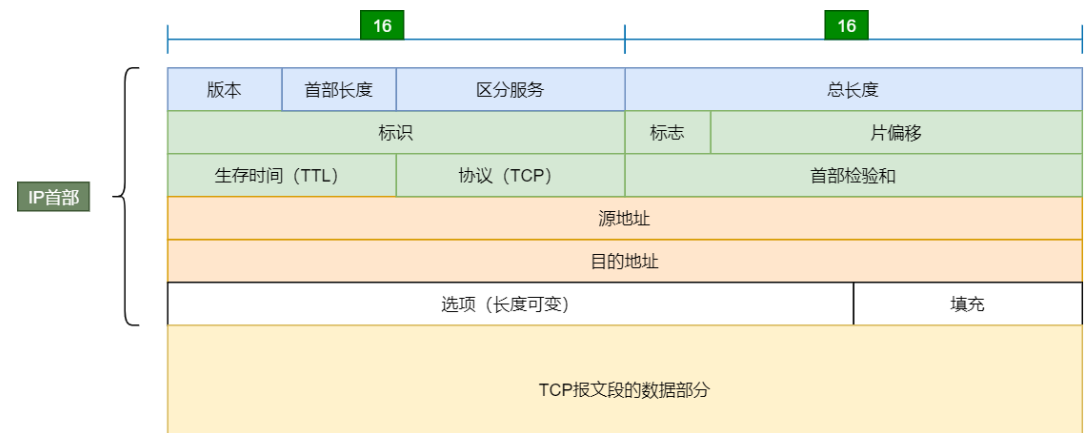 16 16
版本 首部长度 区分服务 总长度
标识 标志 片偏移
生存时间（TTL） 协议（TCP） 首部检验和
IP首部
源地址
目的地址
选项（长度可变） 填充
TCP报文段的数据部分